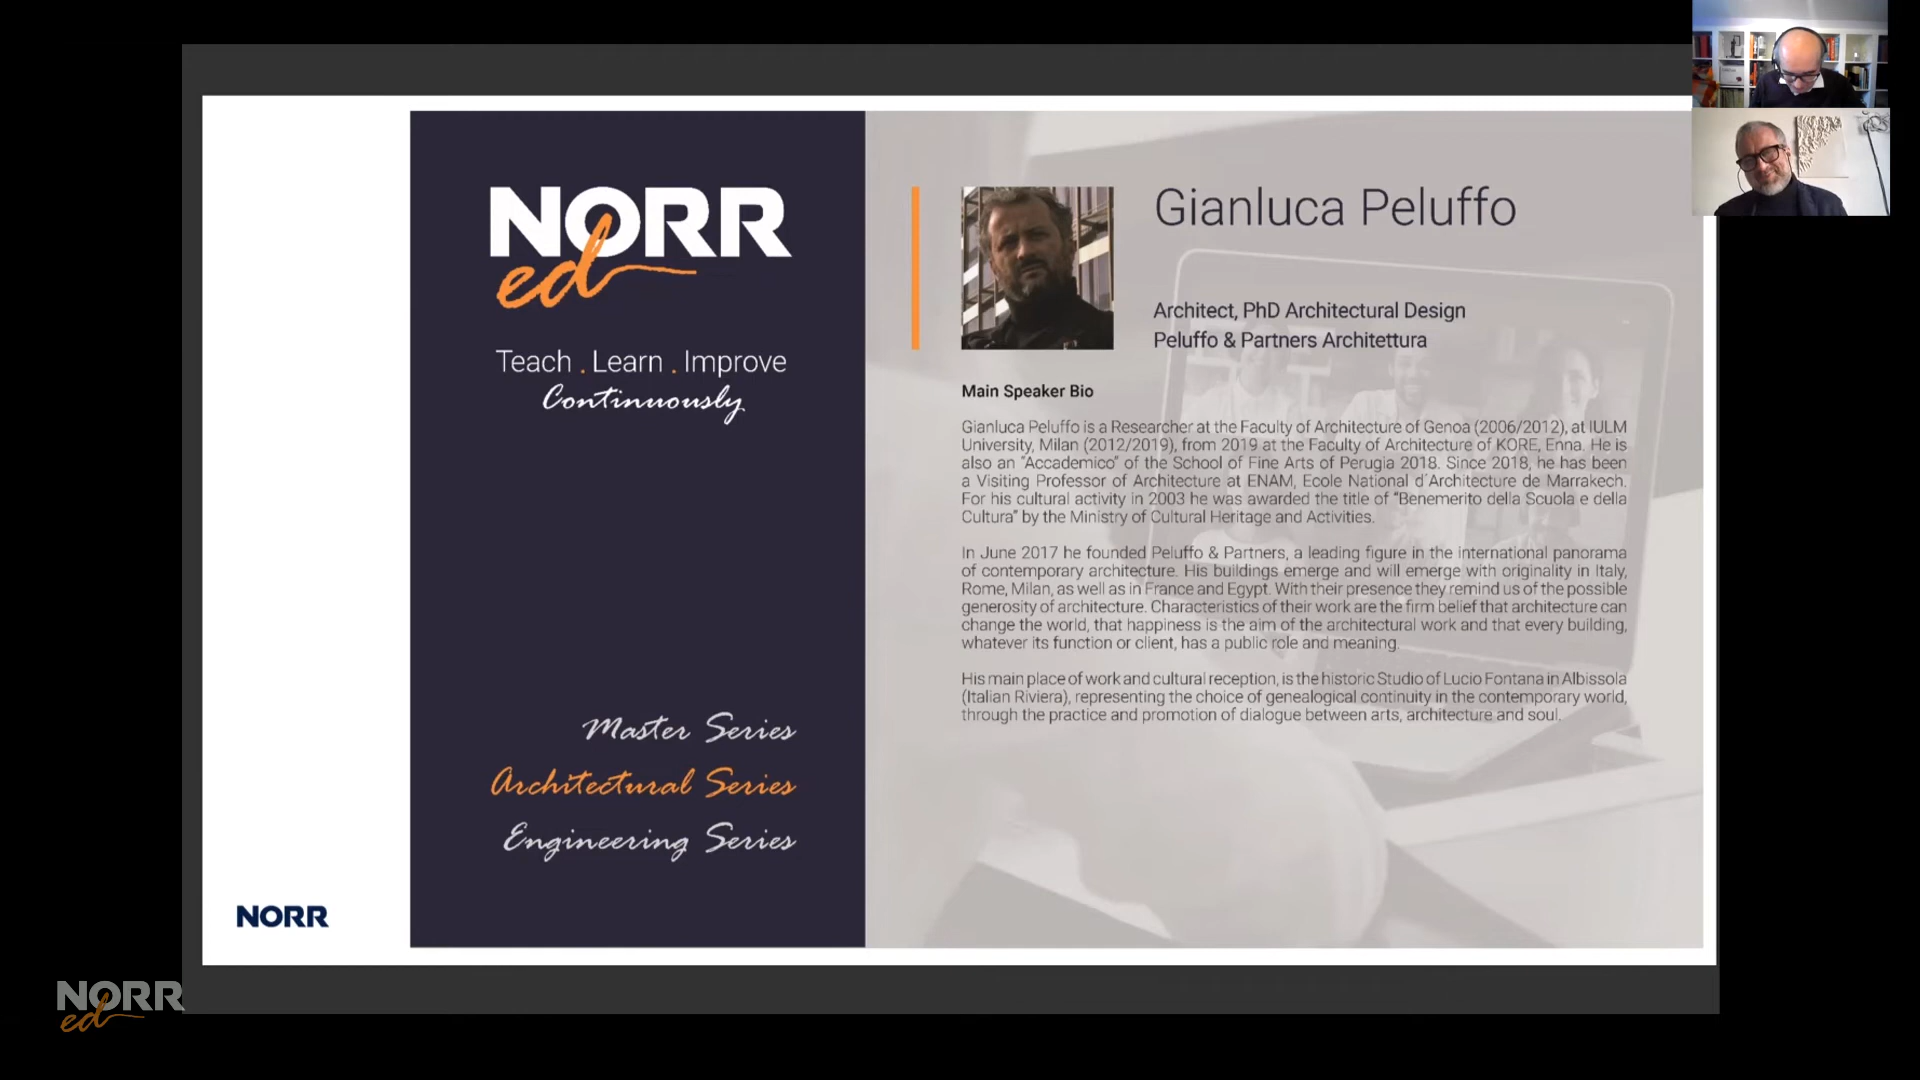 NORR
ed
Teach . Learn . Improve
Continuously
Master Series
Architectural Series
Engineering Series
Gianluca Peluffo
Architect, PhD Architectural Design
Peluffo & Partners Architettura
Main Speaker Bio
Gianluca Peluffo is a Researcher at the Faculty of Architecture of Genoa (2006/2012), at IULM
University, Milan (2012/2019), from 2019 at the Faculty of Architecture of KORE, Enna. He is
also an "Accademico" of the School of Fine Arts of Perugia 2018. Since 2018, he has been
a Visiting Professor of Architecture at ENAM, Ecole National d´Architecture de Marrakech.
For his cultural activity in 2003 he was awarded the title of "Benemerito della Scuola e della
Cultura" by the Ministry of Cultural Heritage and Activities.
In June 2017 he founded Peluffo & Partners, a leading figure in the international panorama
of contemporary architecture. His buildings emerge and will emerge with originality in Italy,
Rome, Milan, as well as in France and Egypt. With their presence they remind us of the possible
generosity of architecture. Characteristics of their work are the firm belief that architecture can
change the world, that happiness is the aim of the architectural work and that every building,
whatever its function or client, has a public role and meaning.
His main place of work and cultural reception, is the historic Studio of Lucio Fontana in Albissola
(Italian Riviera), representing the choice of genealogical continuity in the contemporary world,
through the practice and promotion of dialogue between arts, architecture and soul.
NORR
NORR
ed